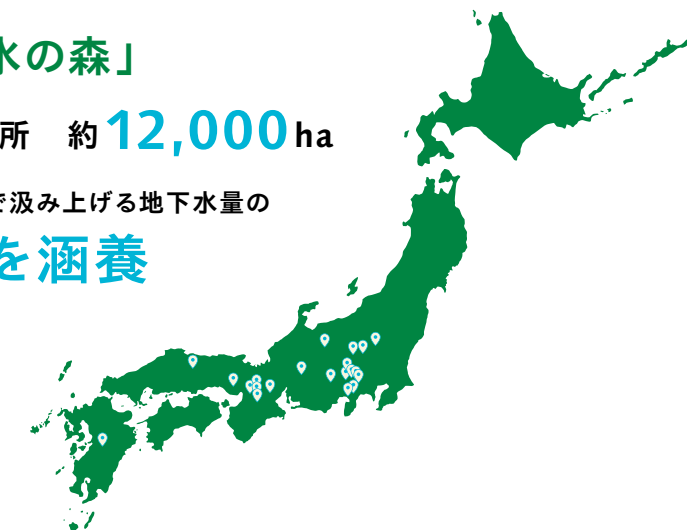 水の森」
所 約12,000ha
で汲み上げる地下水量の
を涵養